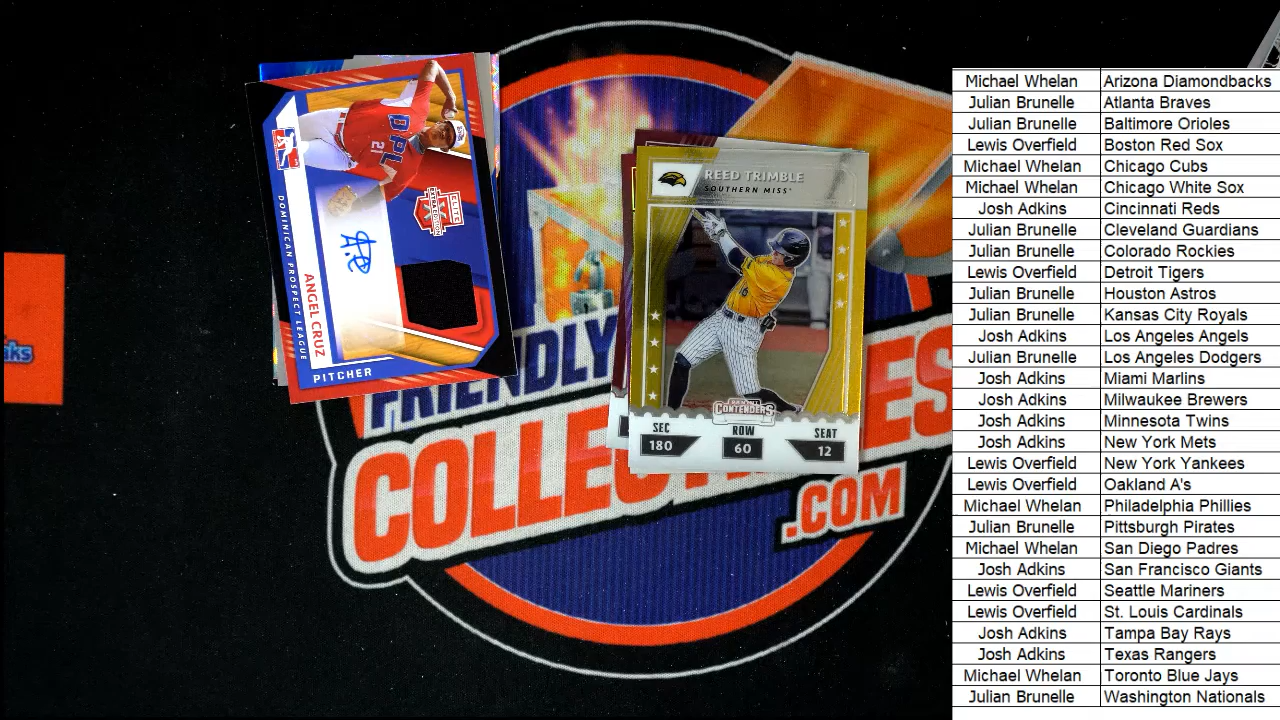 DPL
21
ELITE
EXTRA EDITION
ANGEL CRUZ
DOMINICAN PROSPECT LEAGUE
PITCHER
REED TRIMBLE
SOUTHERN MISS
6
PANINI
CONTENDERS
SEC ROW SEAT
180 60 12
FRIENDLY
COLLECTIBLES
.COM
Michael Whelan Arizona Diamondbacks
Julian Brunelle Atlanta Braves
Julian Brunelle Baltimore Orioles
Lewis Overfield Boston Red Sox
Michael Whelan Chicago Cubs
Michael Whelan Chicago White Sox
Josh Adkins Cincinnati Reds
Julian Brunelle Cleveland Guardians
Julian Brunelle Colorado Rockies
Lewis Overfield Detroit Tigers
Julian Brunelle Houston Astros
Julian Brunelle Kansas City Royals
Josh Adkins Los Angeles Angels
Julian Brunelle Los Angeles Dodgers
Josh Adkins Miami Marlins
Josh Adkins Milwaukee Brewers
Josh Adkins Minnesota Twins
Josh Adkins New York Mets
Lewis Overfield New York Yankees
Lewis Overfield Oakland A's
Michael Whelan Philadelphia Phillies
Julian Brunelle Pittsburgh Pirates
Michael Whelan San Diego Padres
Josh Adkins San Francisco Giants
Lewis Overfield Seattle Mariners
Lewis Overfield St. Louis Cardinals
Josh Adkins Tampa Bay Rays
Josh Adkins Texas Rangers
Michael Whelan Toronto Blue Jays
Julian Brunelle Washington Nationals